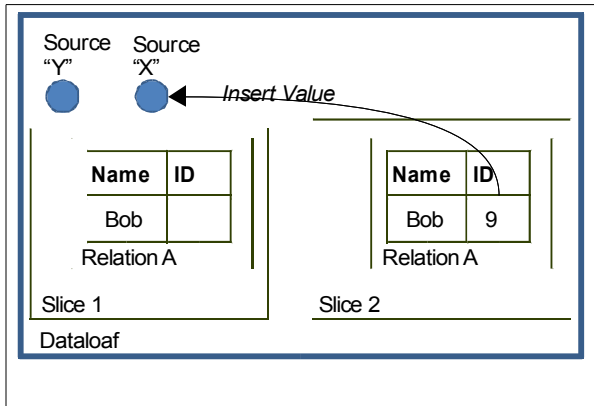 Source Source
“Y” “X”
Insert Value
Name ID
Bob
Relation A
Slice 1
Name ID
Bob 9
Relation A
Slice 2
Dataloaf